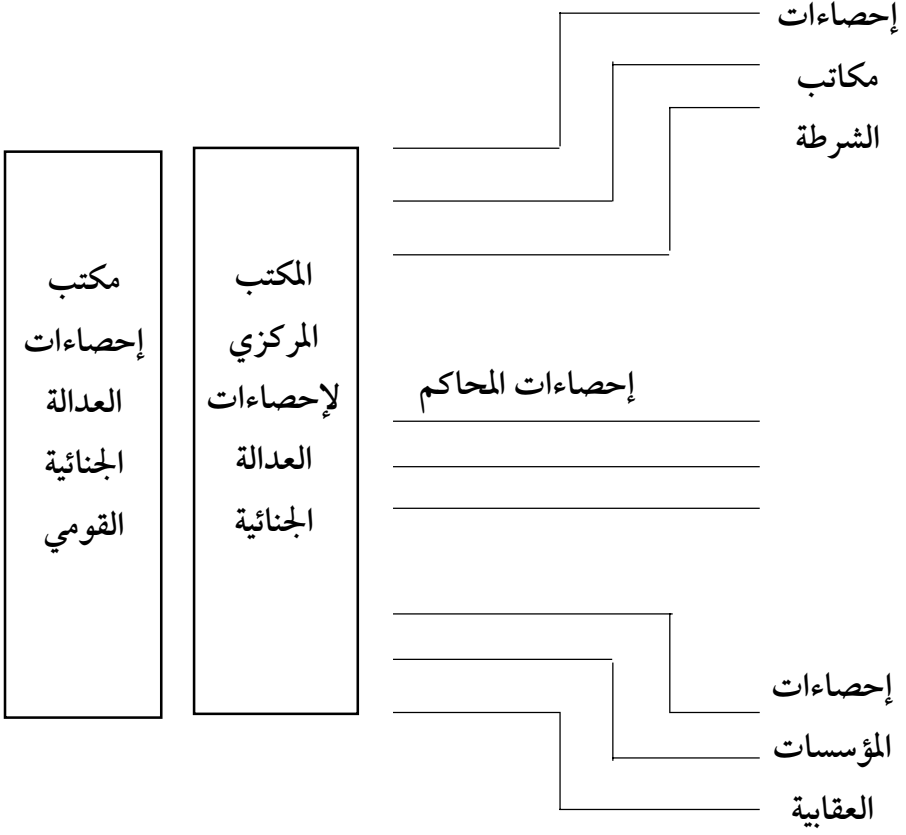 إحصاءات
مكاتب
الشرطة
إحصاءات المحاكم
إحصاءات
المؤسسات
العقابية
المكتب
المركزي
لإحصاءات
العدالة
الجنائية
مكتب
إحصاءات
العدالة
الجنائية
القومي